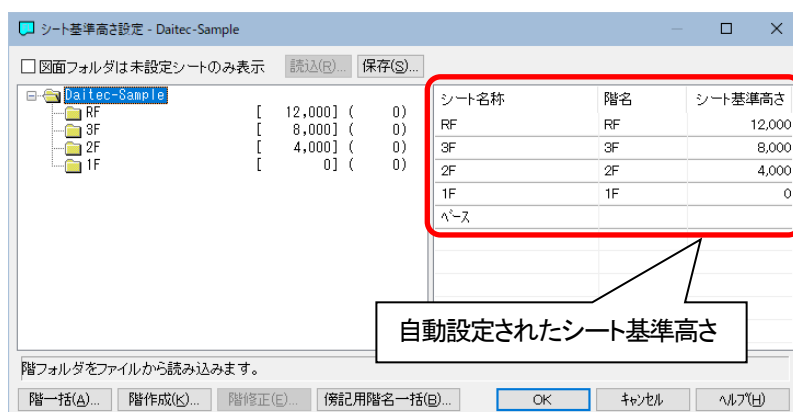 シート基準高さ設定 - Daitec-Sample
図面フォルダは未設定シートのみ表示 読込(R)... 保存(S)...
Daitec-Sample
RF [ 12,000] ( 0)
3F [ 8,000] ( 0)
2F [ 4,000] ( 0)
1F [ 0] ( 0)
シート名称 階名 シート基準高さ
RF RF 12,000
3F 3F 8,000
2F 2F 4,000
1F 1F 0
ﾍﾞｰｽ
自動設定されたシート基準高さ
階フォルダをファイルから読み込みます。
階一括(A)... 階作成(K)... 階修正(E)... 傍記用階名一括(B)... OK ｷｬﾝｾﾙ ﾍﾙﾌﾟ(H)